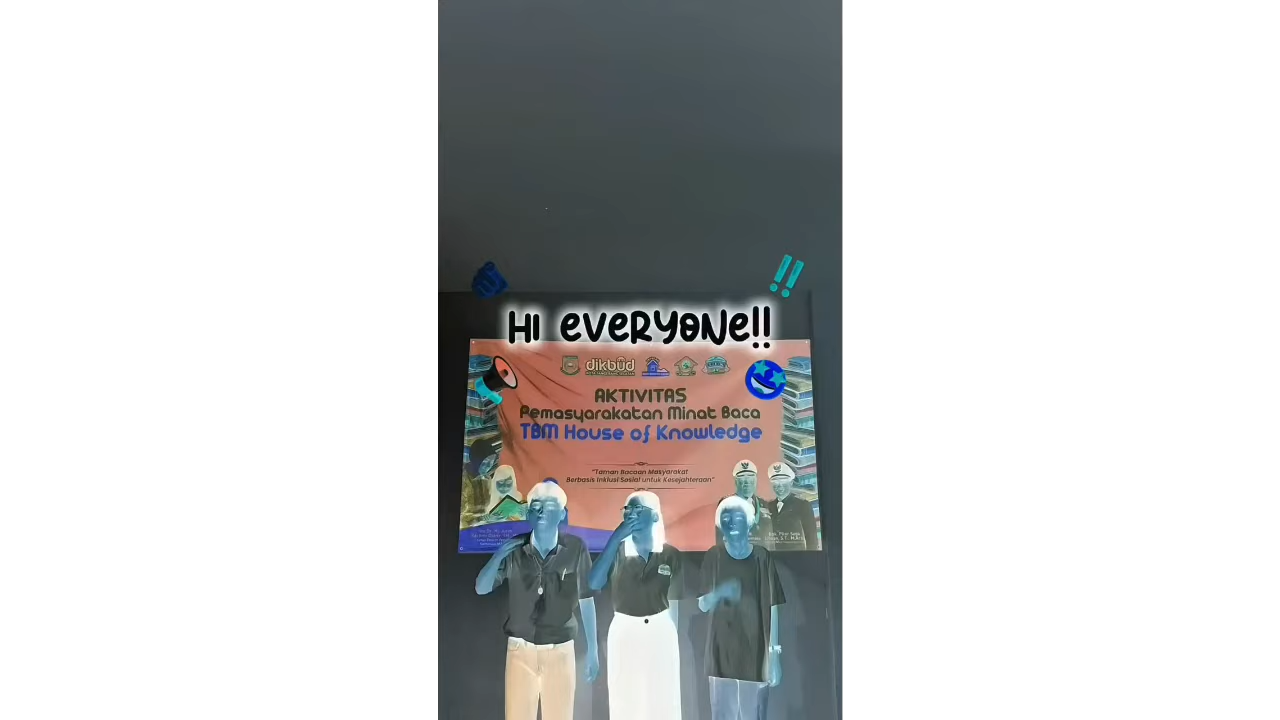 HI EVERYONE!!
dikbud
AKTIVITAS
Pemasyarakatan Minat Baca
TBM House of Knowledge
"Taman Bacaan Masyarakat
Berbasis Inklusi Sosial untuk Kesejahteraan"